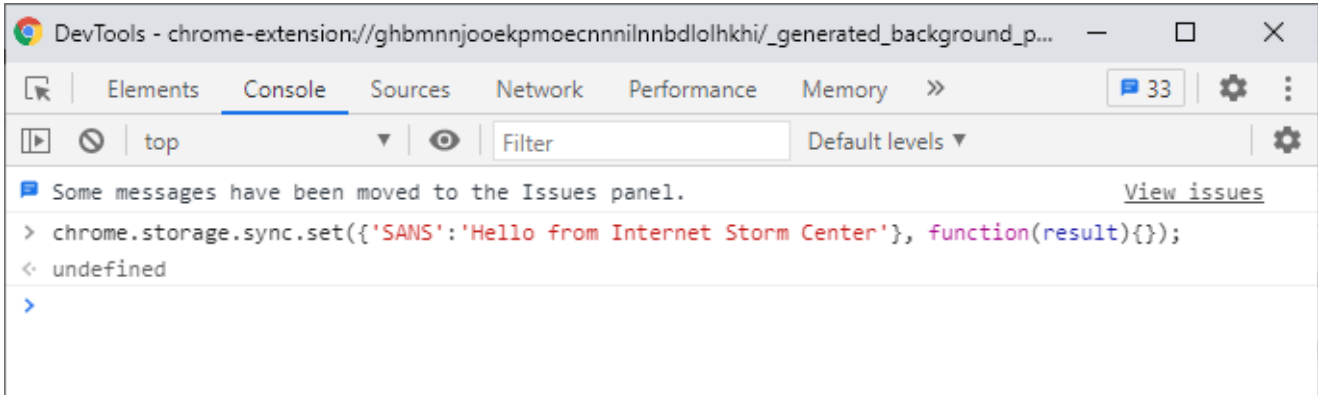 DevTools - chrome-extension://ghbmnnjooekpmoecnnnilnnbdlolhkhi/_generated_background_p...
Elements Console Sources Network Performance Memory » 33
top ▼ Filter Default levels ▼
Some messages have been moved to the Issues panel. View issues
> chrome.storage.sync.set({'SANS':'Hello from Internet Storm Center'}, function(result){});
undefined
>